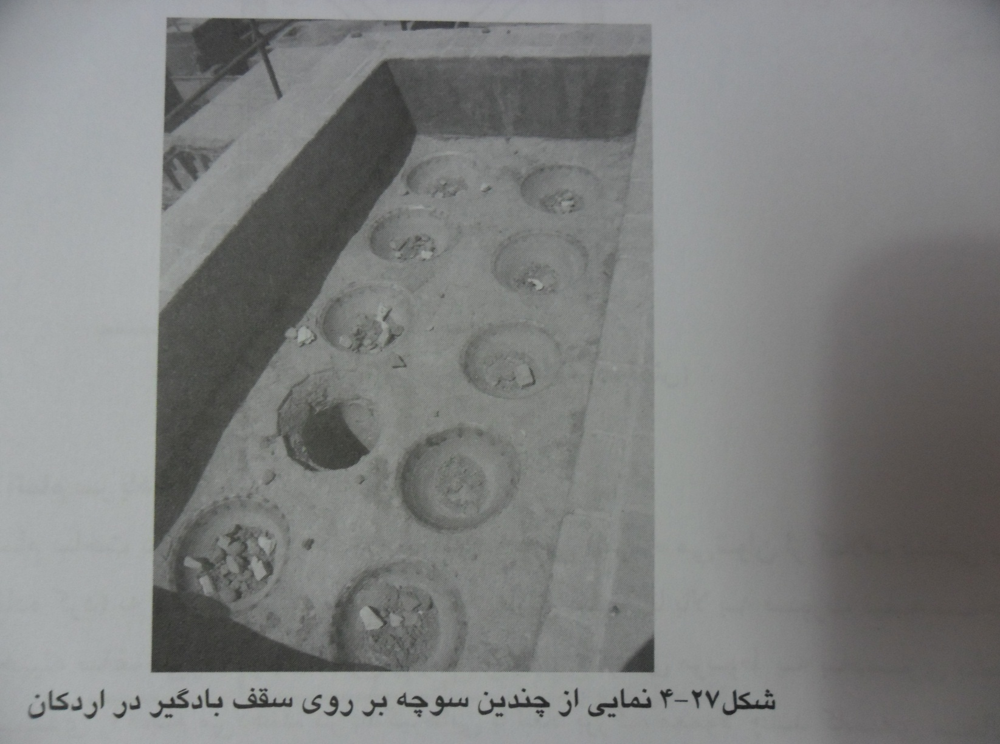 شکل۲۷-۴ نمایی از چندین سوچه بر روی سقف بادگیر در اردکان